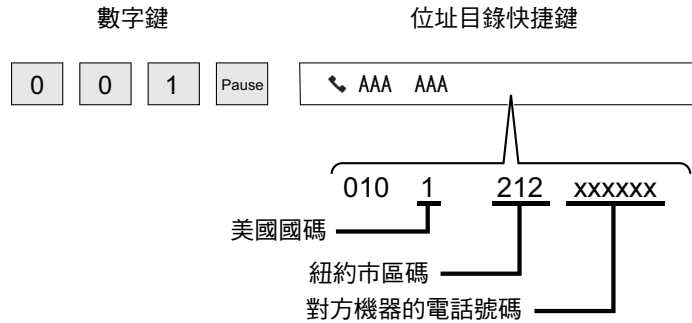 數字鍵 位址目錄快捷鍵
0 0 1 Pause AAA AAA
010 1 212 xxxxxx
美國國碼
紐約市區碼
對方機器的電話號碼